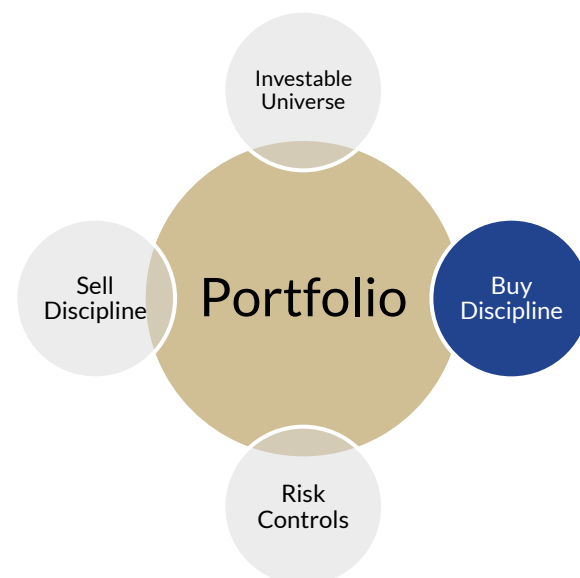 Investable
Universe
Sell
Discipline
Portfolio
Buy
Discipline
Risk
Controls